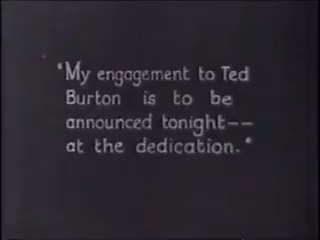 "My engagement to Ted
Burton is to be
announced tonight--
at the dedication."